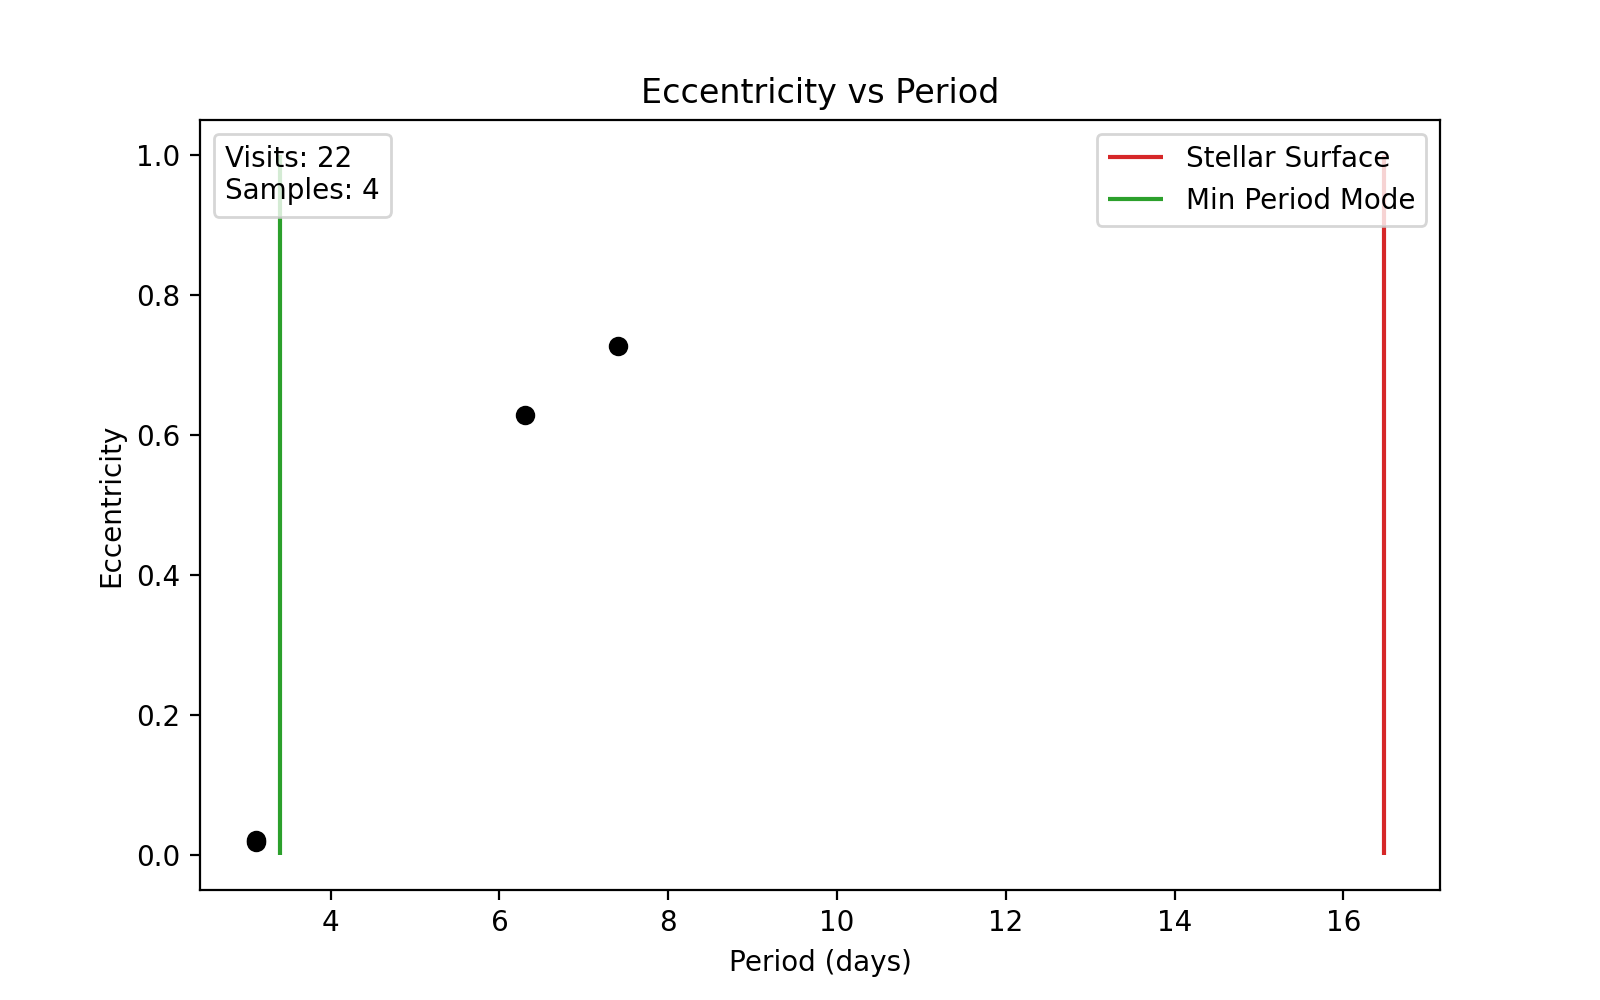 Eccentricity vs Period
Visits: 22
Samples: 4
Stellar Surface
Min Period Mode
1.0
0.8
0.6
0.4
0.2
0.0
Eccentricity
4 6 8 10 12 14 16
Period (days)